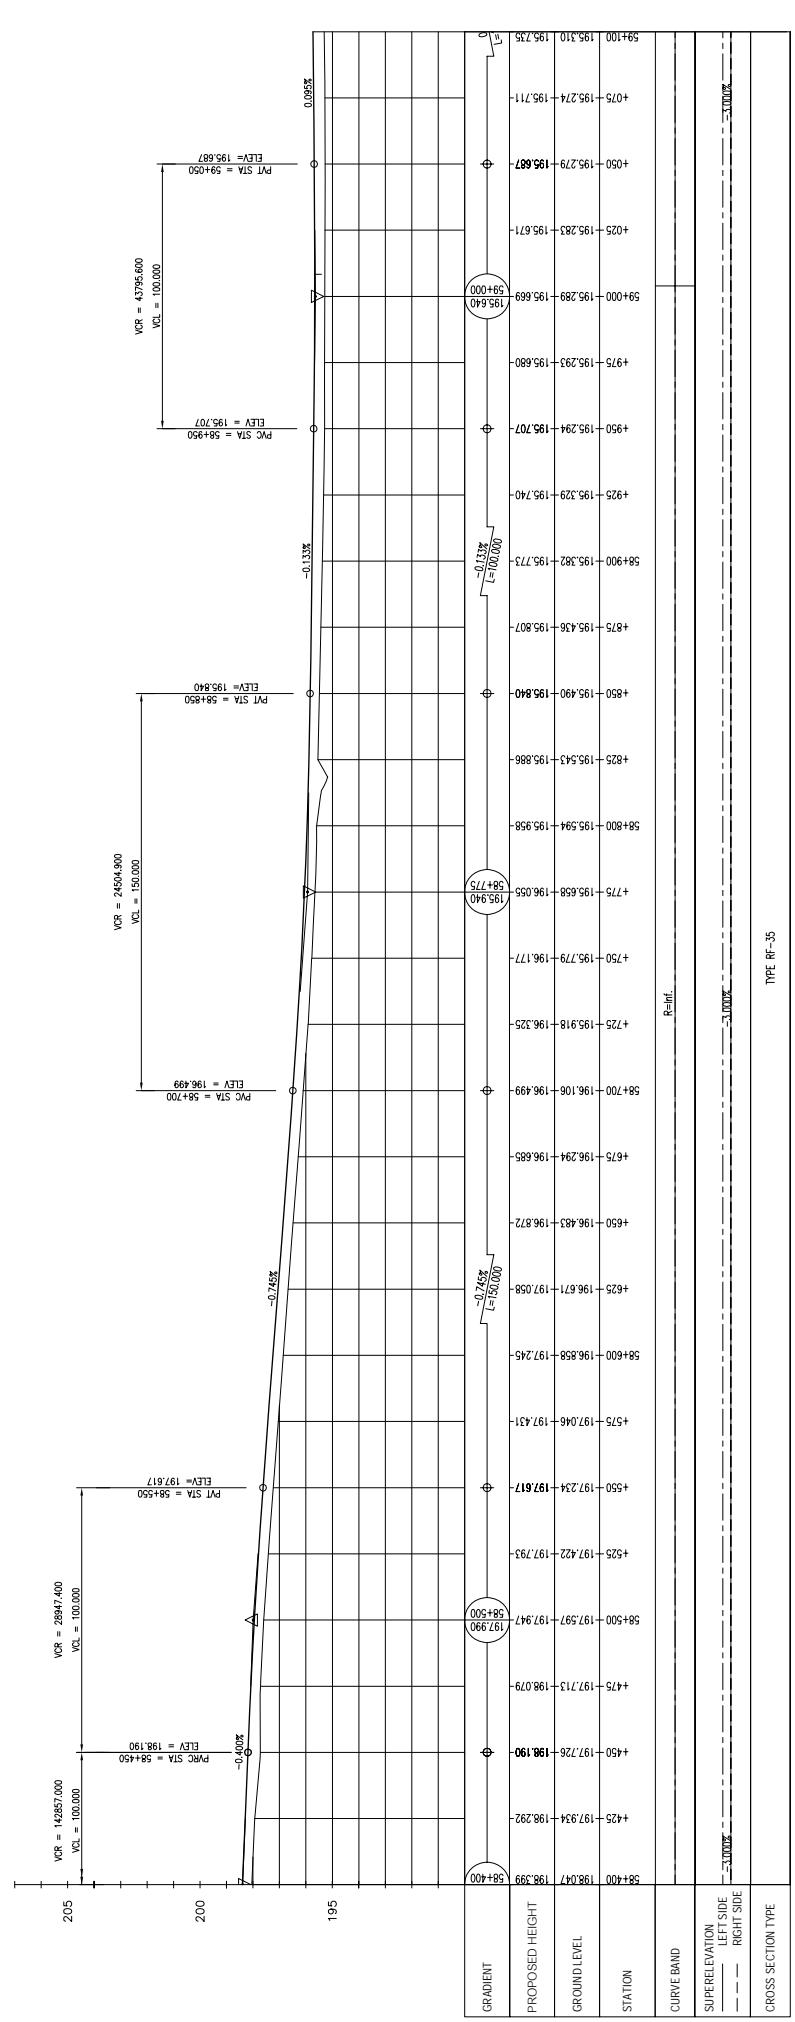 205
200
195
VCR = 142857.000
VCL = 100.000
PVRC STA = 58+450
ELEV = 198.190
VCR = 28947.400
VCL = 100.000
PVT STA = 58+550
ELEV= 197.617
PVC STA = 58+700
ELEV = 196.499
VCR = 24504.900
VCL = 150.000
PVT STA = 58+850
ELEV= 195.840
PVC STA = 58+950
ELEV = 195.707
VCR = 43795.600
VCL = 100.000
PVT STA = 59+050
ELEV= 195.687
-0.400%
-0.745%
-0.133%
0.095%
GRADIENT
58+400
58+500
197.990
-0.745%
L=150.000
58+775
195.940
-0.133%
L=100.000
59+000
195.640
0
L=
PROPOSED HEIGHT
198.399 198.292 198.190 198.079 197.947 197.793 197.617 197.431 197.245 197.058 196.872 196.685 196.499 196.325 196.177 196.055 195.958 195.886 195.840 195.807 195.773 195.740 195.707 195.680 195.669 195.671 195.687 195.711 195.735
GROUND LEVEL
198.047 197.934 197.726 197.713 197.597 197.422 197.234 197.046 196.858 196.671 196.483 196.294 196.106 195.918 195.779 195.658 195.594 195.543 195.490 195.436 195.382 195.329 195.294 195.293 195.289 195.283 195.279 195.274 195.310
STATION
58+400 +425 +450 +475 58+500 +525 +550 +575 58+600 +625 +650 +675 58+700 +725 +750 +775 58+800 +825 +850 +875 58+900 +925 +950 +975 59+000 +025 +050 +075 59+100
CURVE BAND
R=Inf.
SUPERELEVATION
LEFT SIDE
RIGHT SIDE
-3.000% -3.000% -3.000%
CROSS SECTION TYPE
TYPE RF-35